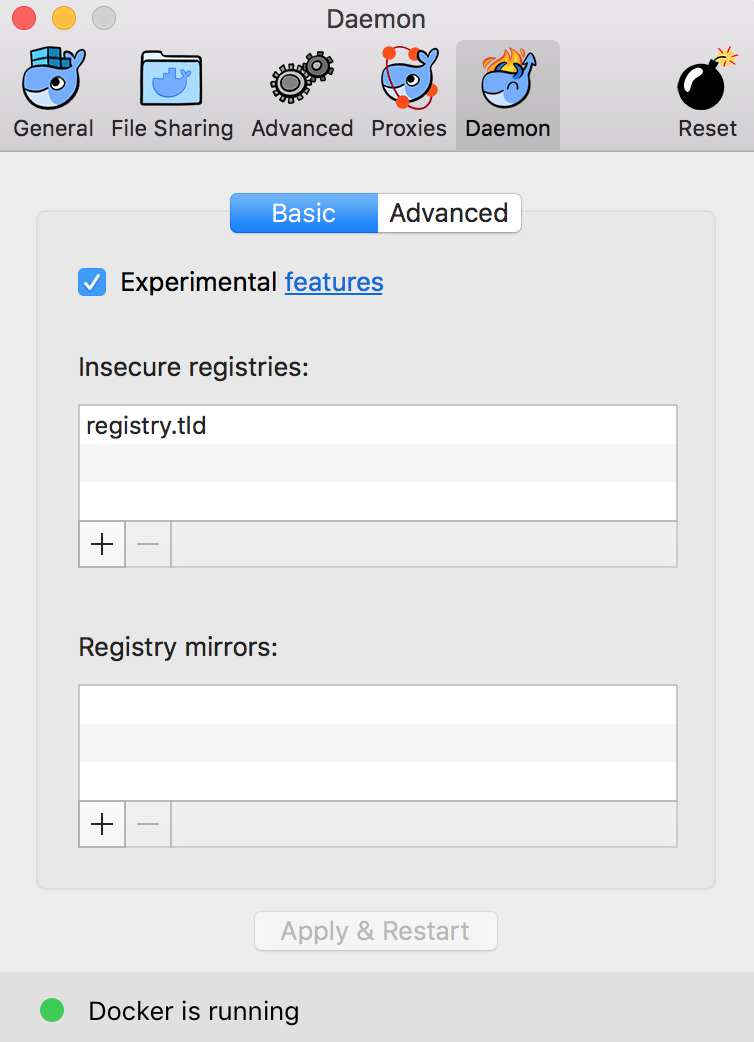 Daemon
General File Sharing Advanced Proxies Daemon Reset
Basic Advanced
Experimental features
Insecure registries:
registry.tld
Registry mirrors:
Apply & Restart
Docker is running